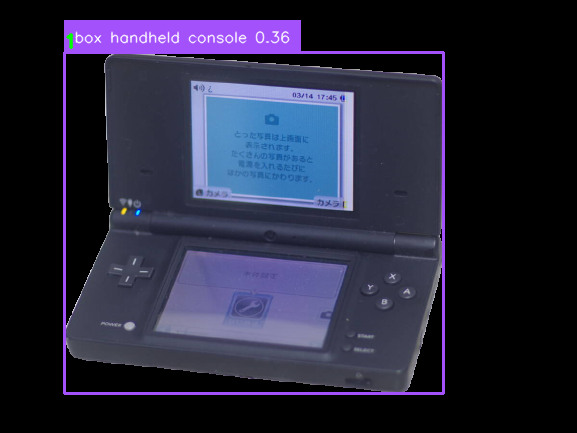 1box handheld console 0.36
03/14 17:45
とった写真は上画面に
表示されます。
たくさんの写真があると
電源を入れるたびに
ほかの写真にかわります。
カメラ
カメラ
X
Y
A
B
POWER
START
SELECT